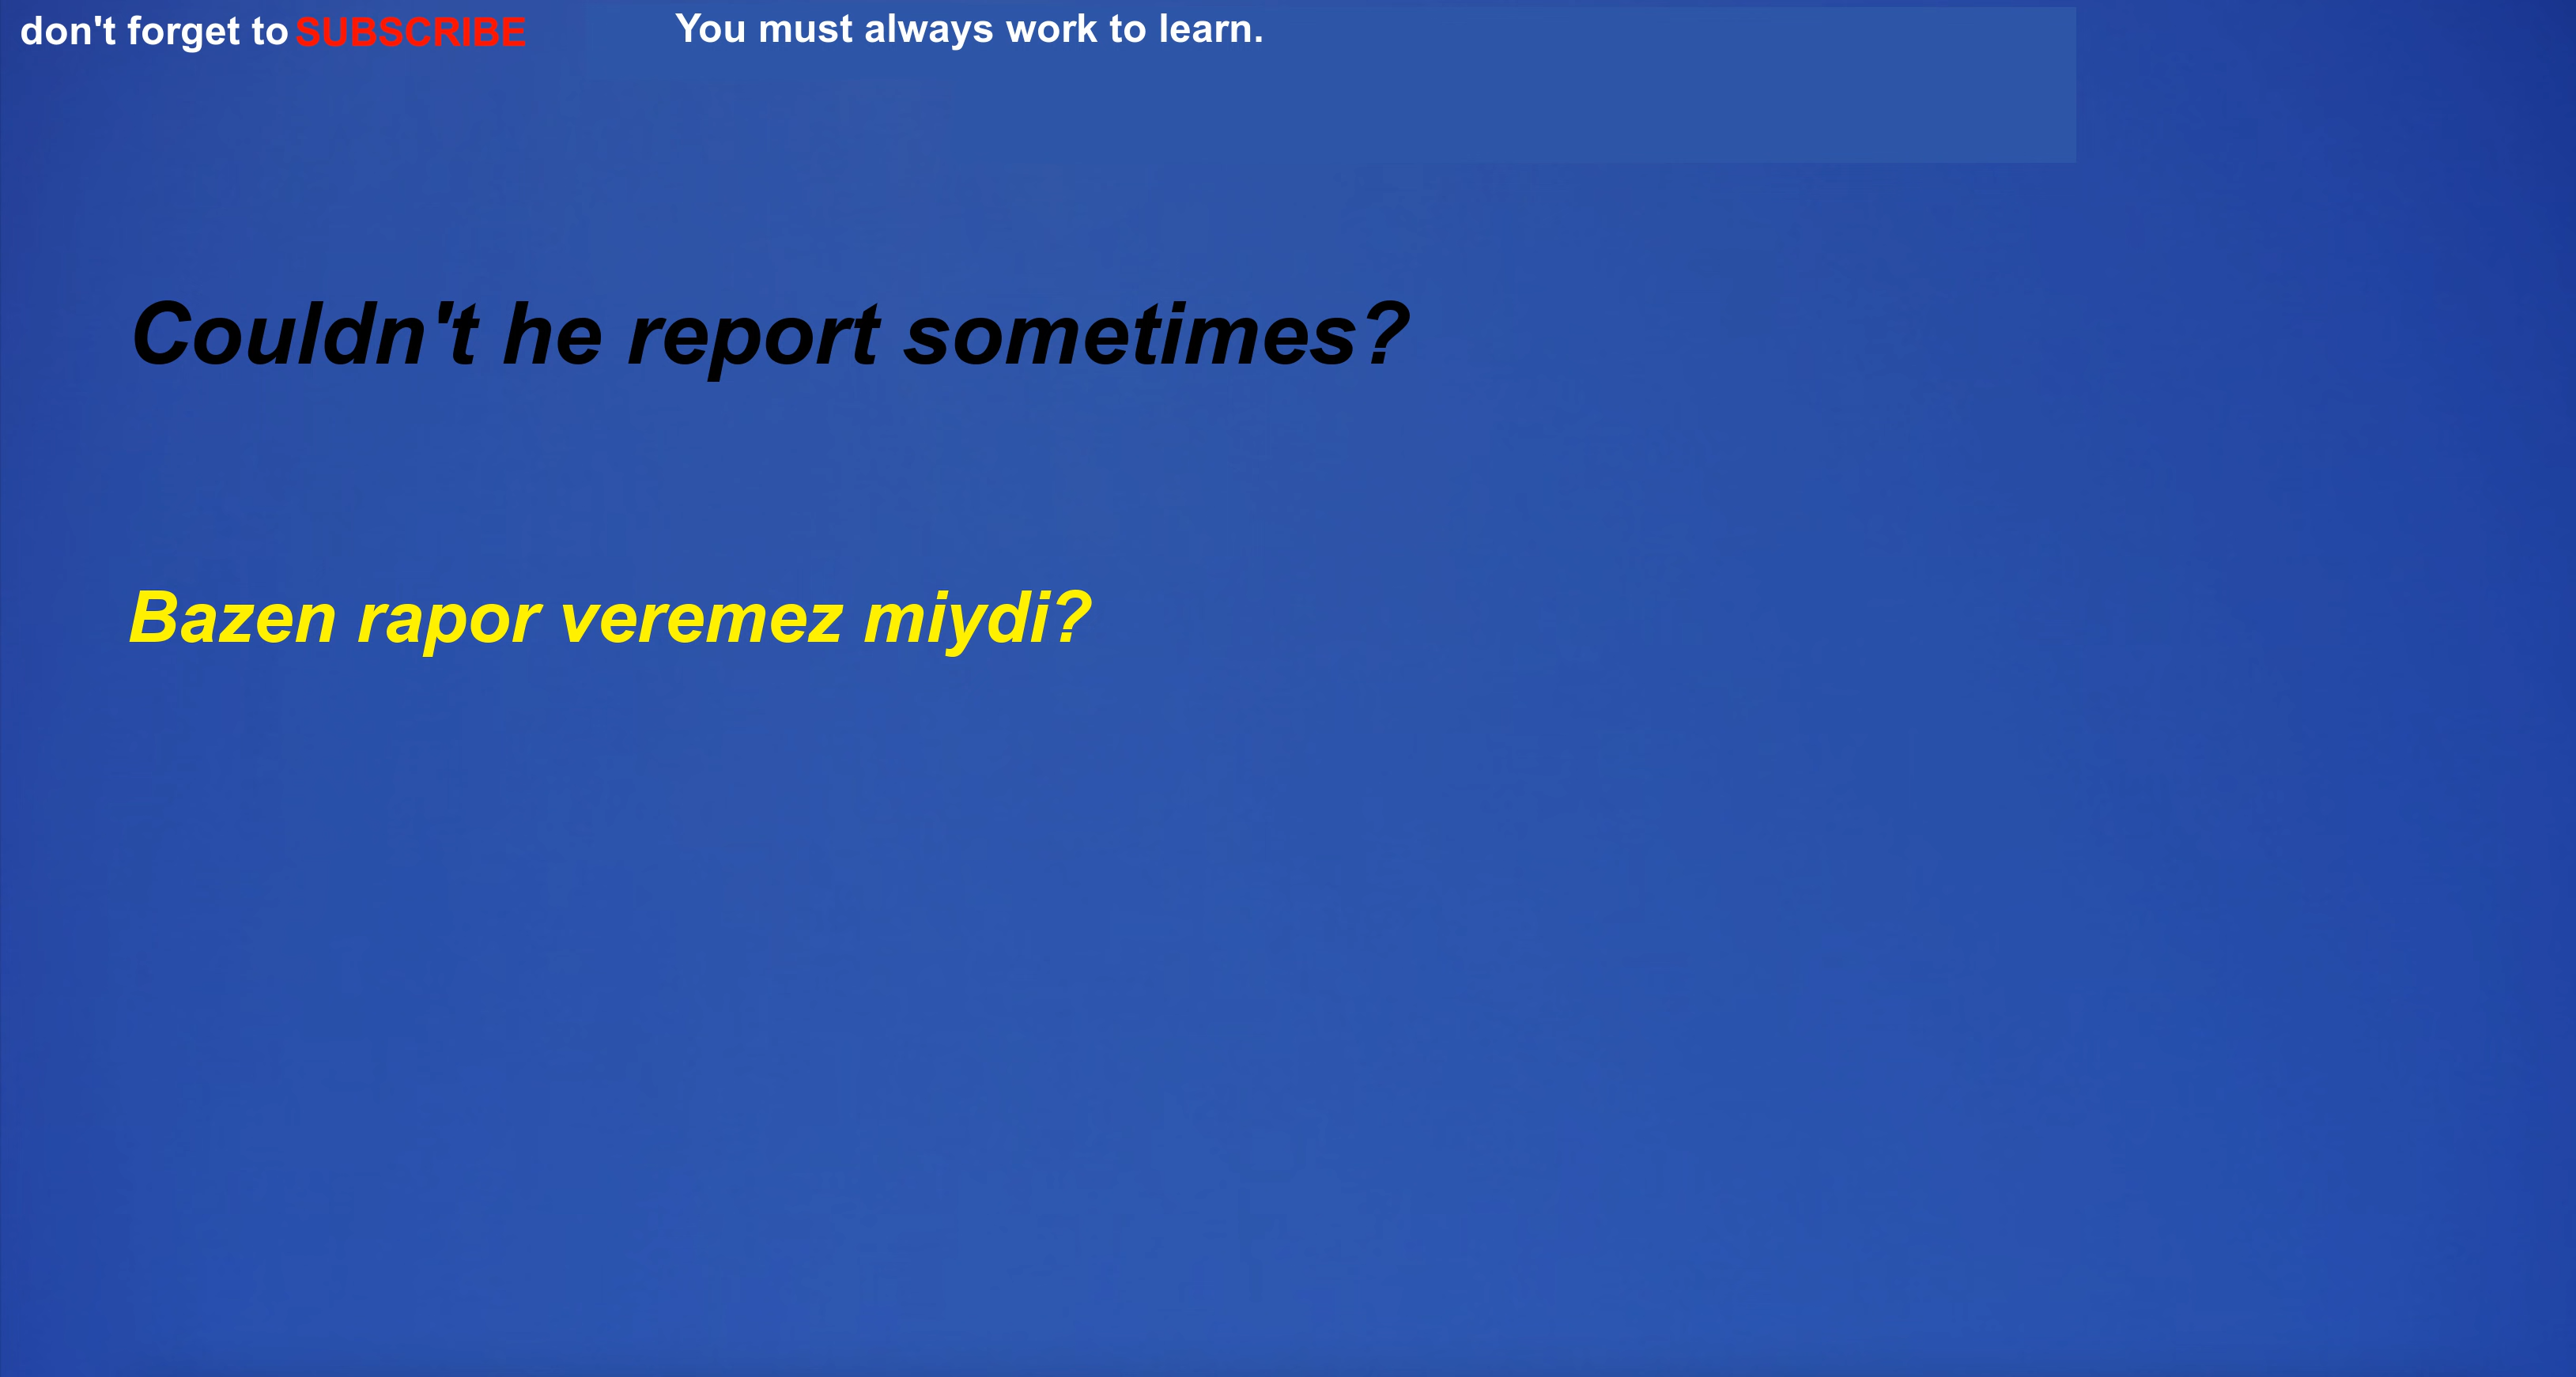 don't forget to SUBSCRIBE
You must always work to learn.
Couldn't he report sometimes?
Bazen rapor veremez miydi?